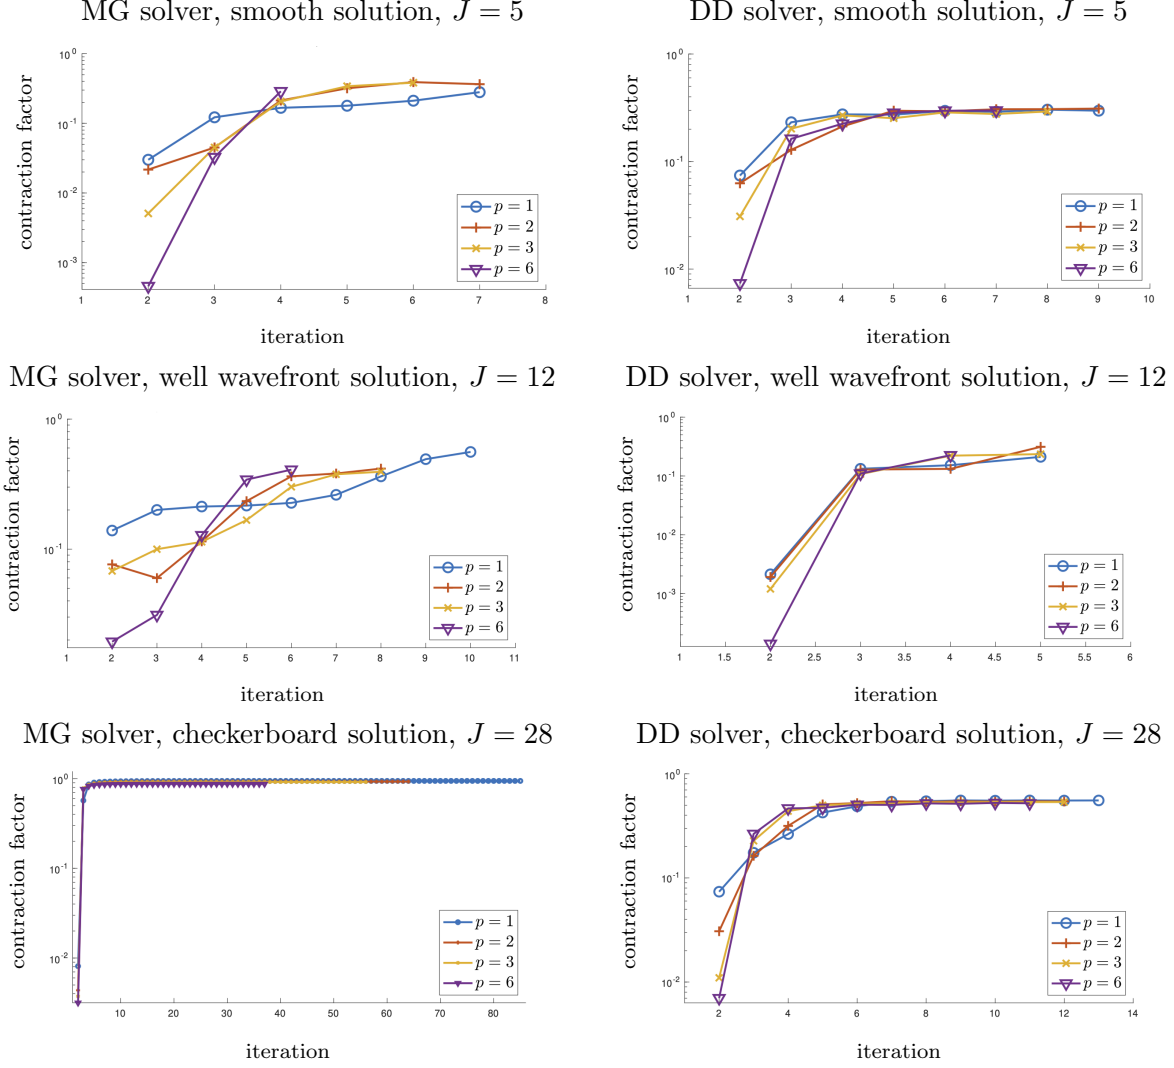 MG solver, smooth solution, J = 5
contraction factor
10^0
10^-1
10^-2
10^-3
1 2 3 4 5 6 7 8
iteration
p = 1
p = 2
p = 3
p = 6
DD solver, smooth solution, J = 5
contraction factor
10^0
10^-1
10^-2
1 2 3 4 5 6 7 8 9 10
iteration
p = 1
p = 2
p = 3
p = 6
MG solver, well wavefront solution, J = 12
contraction factor
10^0
10^-1
1 2 3 4 5 6 7 8 9 10 11
iteration
p = 1
p = 2
p = 3
p = 6
DD solver, well wavefront solution, J = 12
contraction factor
10^0
10^-1
10^-2
10^-3
1 1.5 2 2.5 3 3.5 4 4.5 5 5.5 6
iteration
p = 1
p = 2
p = 3
p = 6
MG solver, checkerboard solution, J = 28
contraction factor
10^0
10^-1
10^-2
10 20 30 40 50 60 70 80
iteration
p = 1
p = 2
p = 3
p = 6
DD solver, checkerboard solution, J = 28
contraction factor
10^0
10^-1
10^-2
2 4 6 8 10 12 14
iteration
p = 1
p = 2
p = 3
p = 6